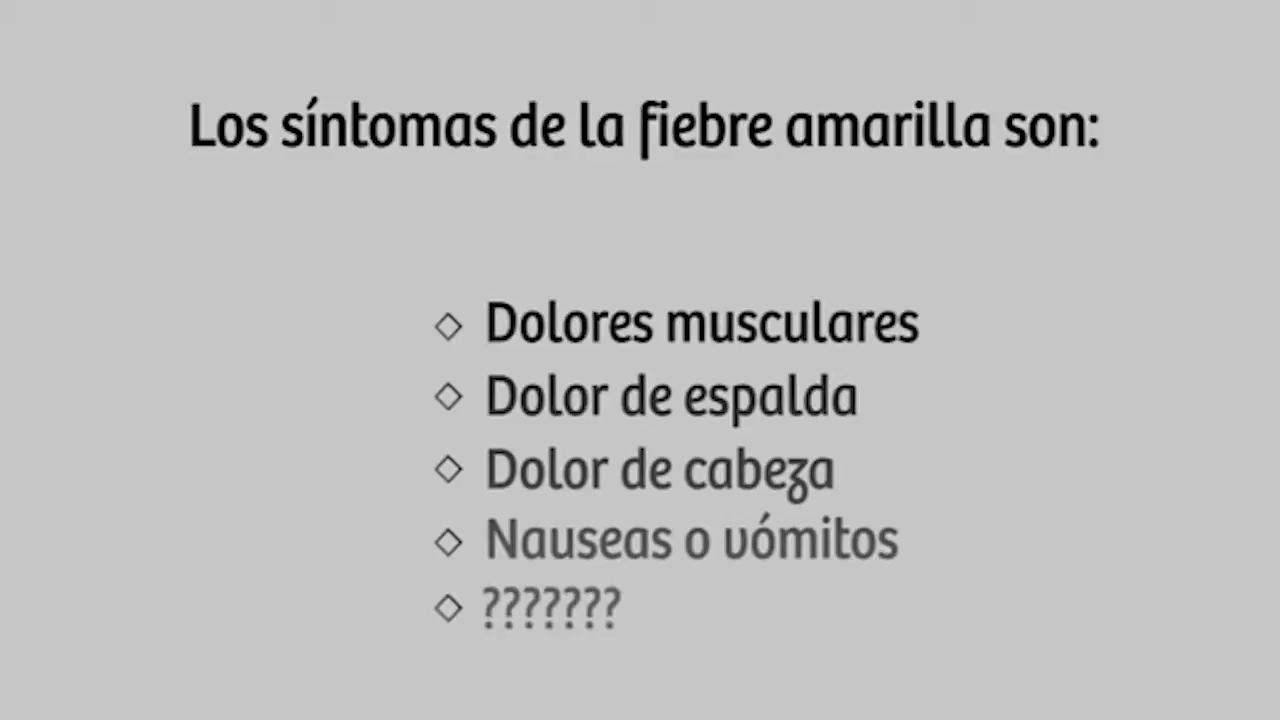 Los síntomas de la fiebre amarilla son:
◇ Dolores musculares
◇ Dolor de espalda
◇ Dolor de cabeza
◇ Nauseas o vómitos
◇ ???????